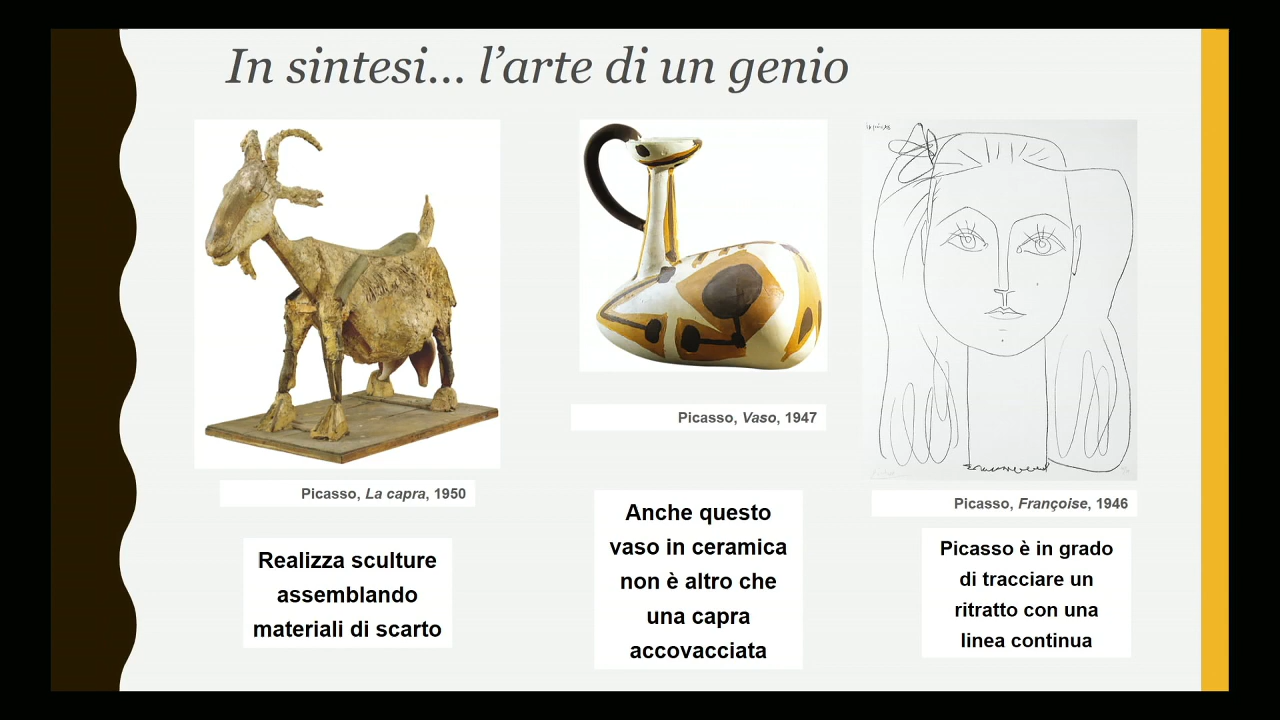 In sintesi... l'arte di un genio
Picasso, La capra, 1950
Realizza sculture
assemblando
materiali di scarto
Picasso, Vaso, 1947
Anche questo
vaso in ceramica
non è altro che
una capra
accovacciata
Picasso, Françoise, 1946
Picasso è in grado
di tracciare un
ritratto con una
linea continua